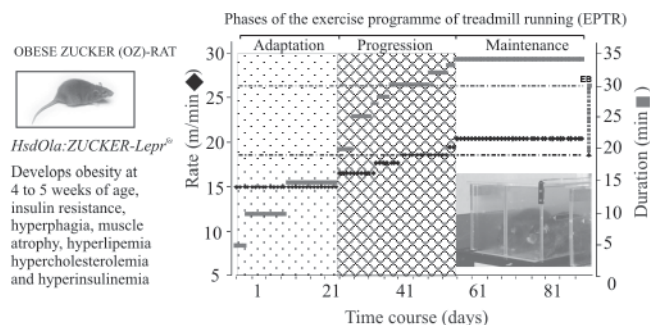 Phases of the exercise programme of treadmill running (EPTR)
OBESE ZUCKER (OZ)-RAT
HsdOla:ZUCKER-Lepr
Develops obesity at
4 to 5 weeks of age,
insulin resistance,
hyperphagia, muscle
atrophy, hyperlipemia
hypercholesterolemia
and hyperinsulinemia
Adaptation Progression Maintenance
Rate (m/min)
30
25
20
15
10
5
EB
35
30
25
20
15
10
5
0
Duration (min)
1 21 41 61 81
Time course (days)